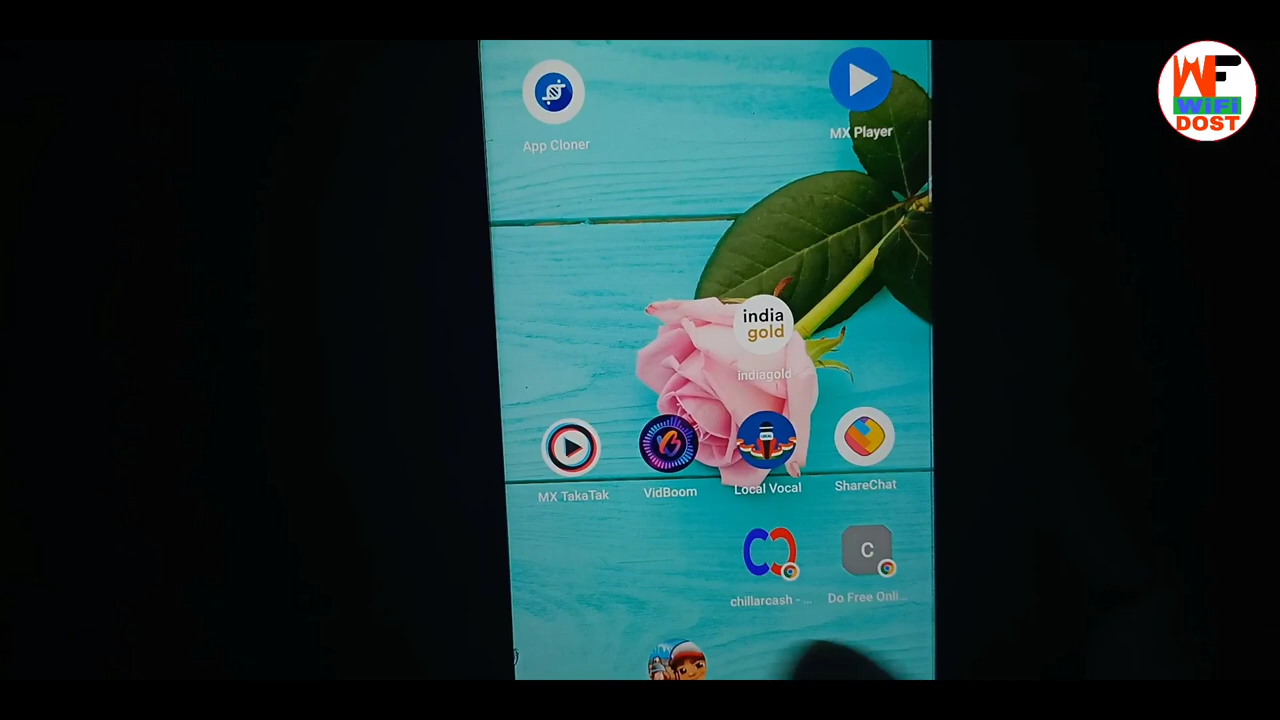 WF
WiFi
DOST
App Cloner
MX Player
india
gold
indiagold
LOCAL
MX TakaTak
VidBoom
Local Vocal
ShareChat
C
chillarcash - ...
Do Free Onli...